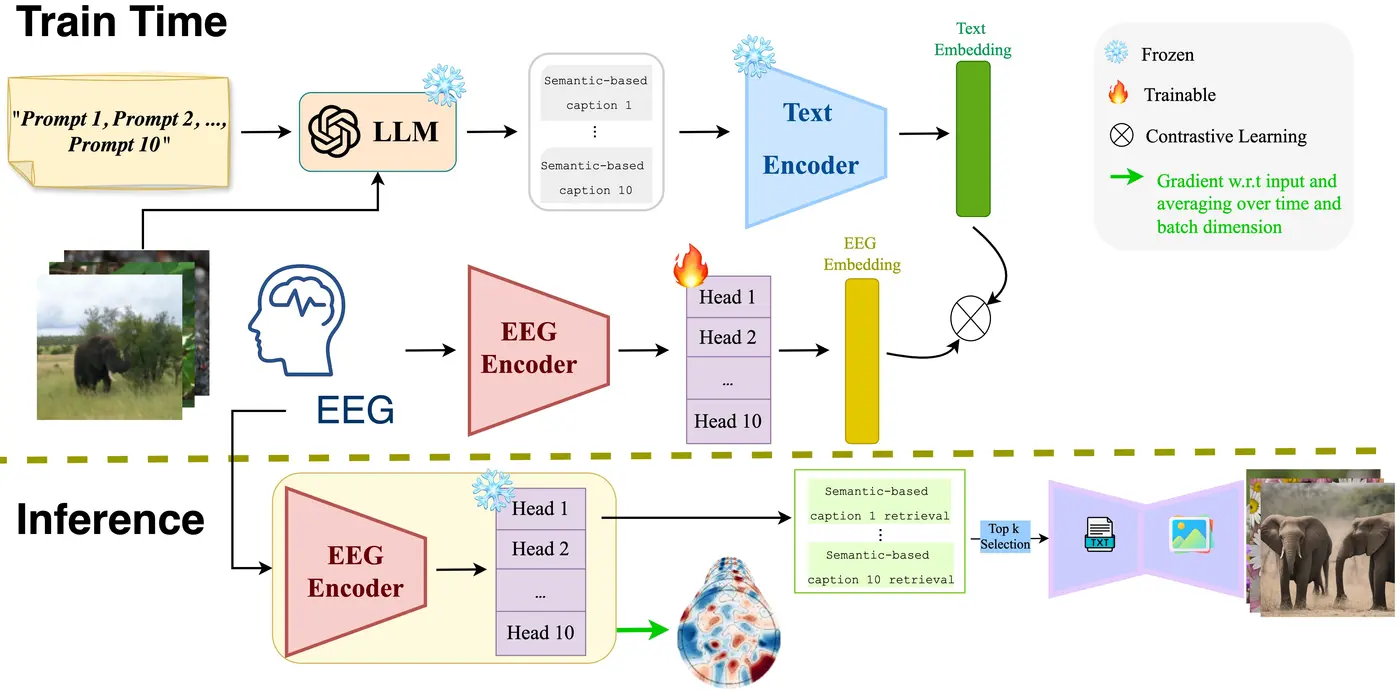 Train Time
"Prompt 1, Prompt 2, ...,
Prompt 10"
LLM
Semantic-based
caption 1
⋮
Semantic-based
caption 10
Text
Encoder
Text
Embedding
Frozen
Trainable
Contrastive Learning
Gradient w.r.t input and
averaging over time and
batch dimension
EEG
EEG
Encoder
Head 1
Head 2
...
Head 10
EEG
Embedding
Inference
EEG
Encoder
Head 1
Head 2
...
Head 10
Semantic-based
caption 1 retrieval
⋮
Semantic-based
caption 10 retrieval
Top k
Selection
TXT